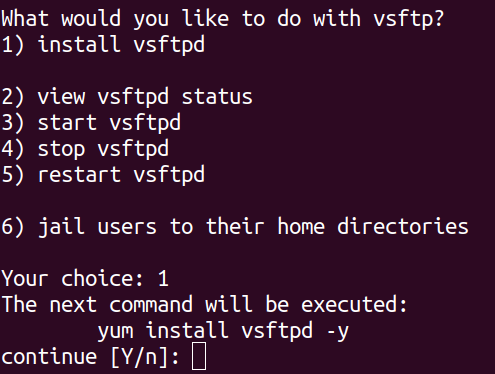 What would you like to do with vsftp?
1) install vsftpd
2) view vsftpd status
3) start vsftpd
4) stop vsftpd
5) restart vsftpd
6) jail users to their home directories
Your choice: 1
The next command will be executed:
yum install vsftpd -y
continue [Y/n]: